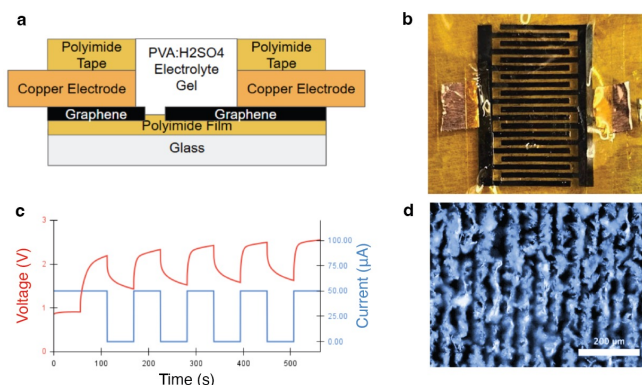 a
Polyimide
Tape
PVA:H2SO4
Electrolyte
Gel
Polyimide
Tape
Copper Electrode
Copper Electrode
Graphene
Graphene
Polyimide Film
Glass
b
c
Voltage (V)
3
2
1
0
100.00
75.00
50.00
25.00
0.00
Current (µA)
0
100
200
300
400
500
Time (s)
d
200 um